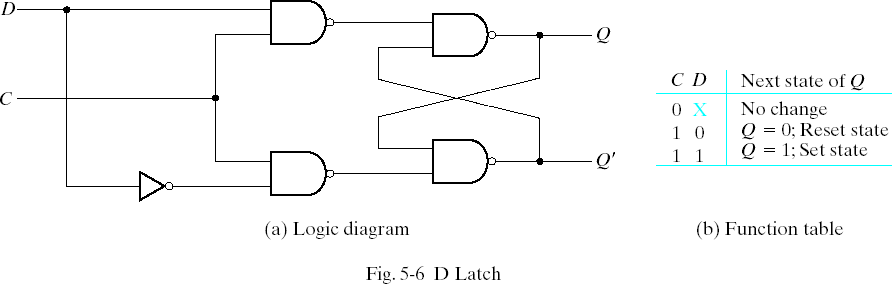 D
C
Q
Q′
C D Next state of Q
0 X No change
1 0 Q = 0; Reset state
1 1 Q = 1; Set state
(a) Logic diagram
(b) Function table
Fig. 5-6 D Latch